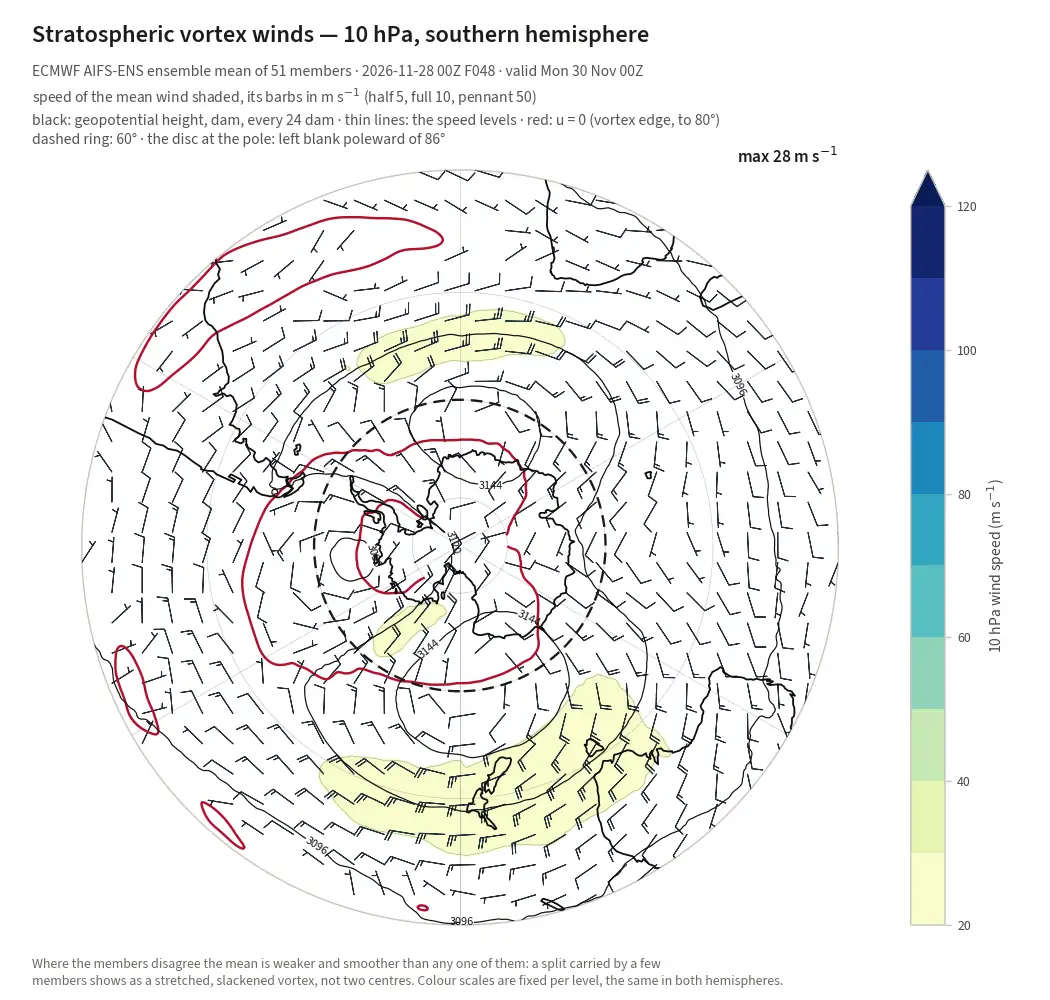 Stratospheric vortex winds — 10 hPa, southern hemisphere
ECMWF AIFS-ENS ensemble mean of 51 members · 2026-11-28 00Z F048 · valid Mon 30 Nov 00Z
speed of the mean wind shaded, its barbs in m s⁻¹ (half 5, full 10, pennant 50)
black: geopotential height, dam, every 24 dam · thin lines: the speed levels · red: u = 0 (vortex edge, to 80°)
dashed ring: 60° · the disc at the pole: left blank poleward of 86°
max 28 m s⁻¹
120
100
80
60
40
20
10 hPa wind speed (m s⁻¹)
3096
3144
3120
3144
3144
3096
3096
Where the members disagree the mean is weaker and smoother than any one of them: a split carried by a few
members shows as a stretched, slackened vortex, not two centres. Colour scales are fixed per level, the same in both hemispheres.